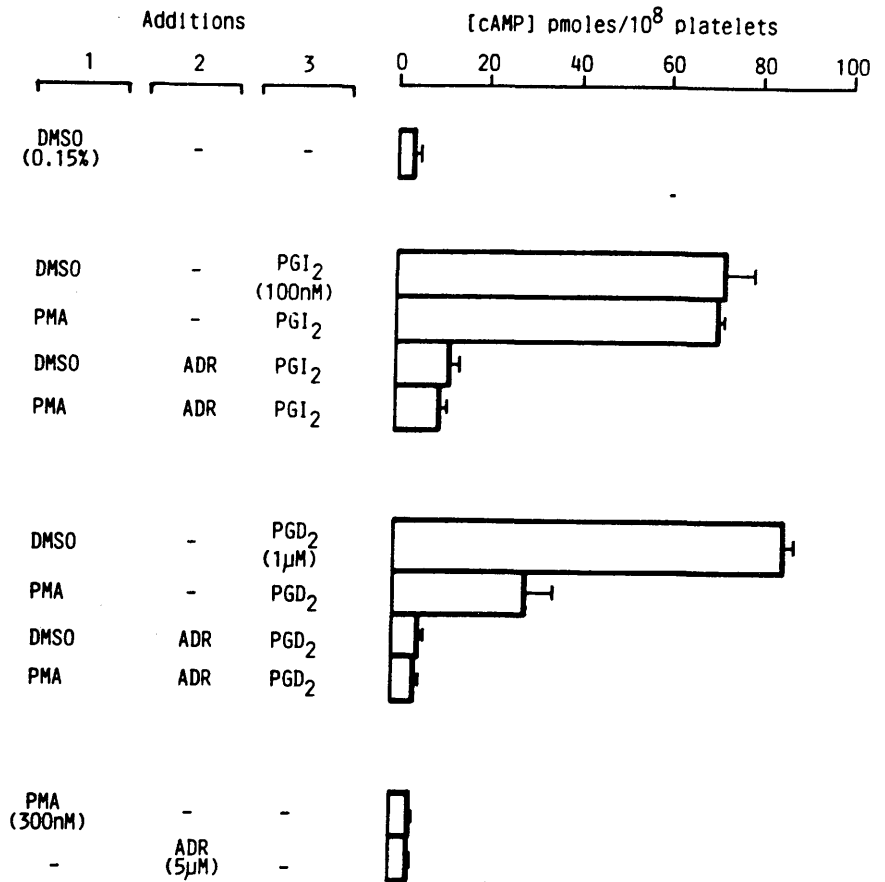 Additions [cAMP] pmoles/10⁸ platelets
1 2 3 0 20 40 60 80 100
DMSO
(0.15%) - -
DMSO - PGI₂
(100nM)
PMA - PGI₂
DMSO ADR PGI₂
PMA ADR PGI₂
DMSO - PGD₂
(1µM)
PMA - PGD₂
DMSO ADR PGD₂
PMA ADR PGD₂
PMA
(300nM) - -
- ADR -
(5µM)